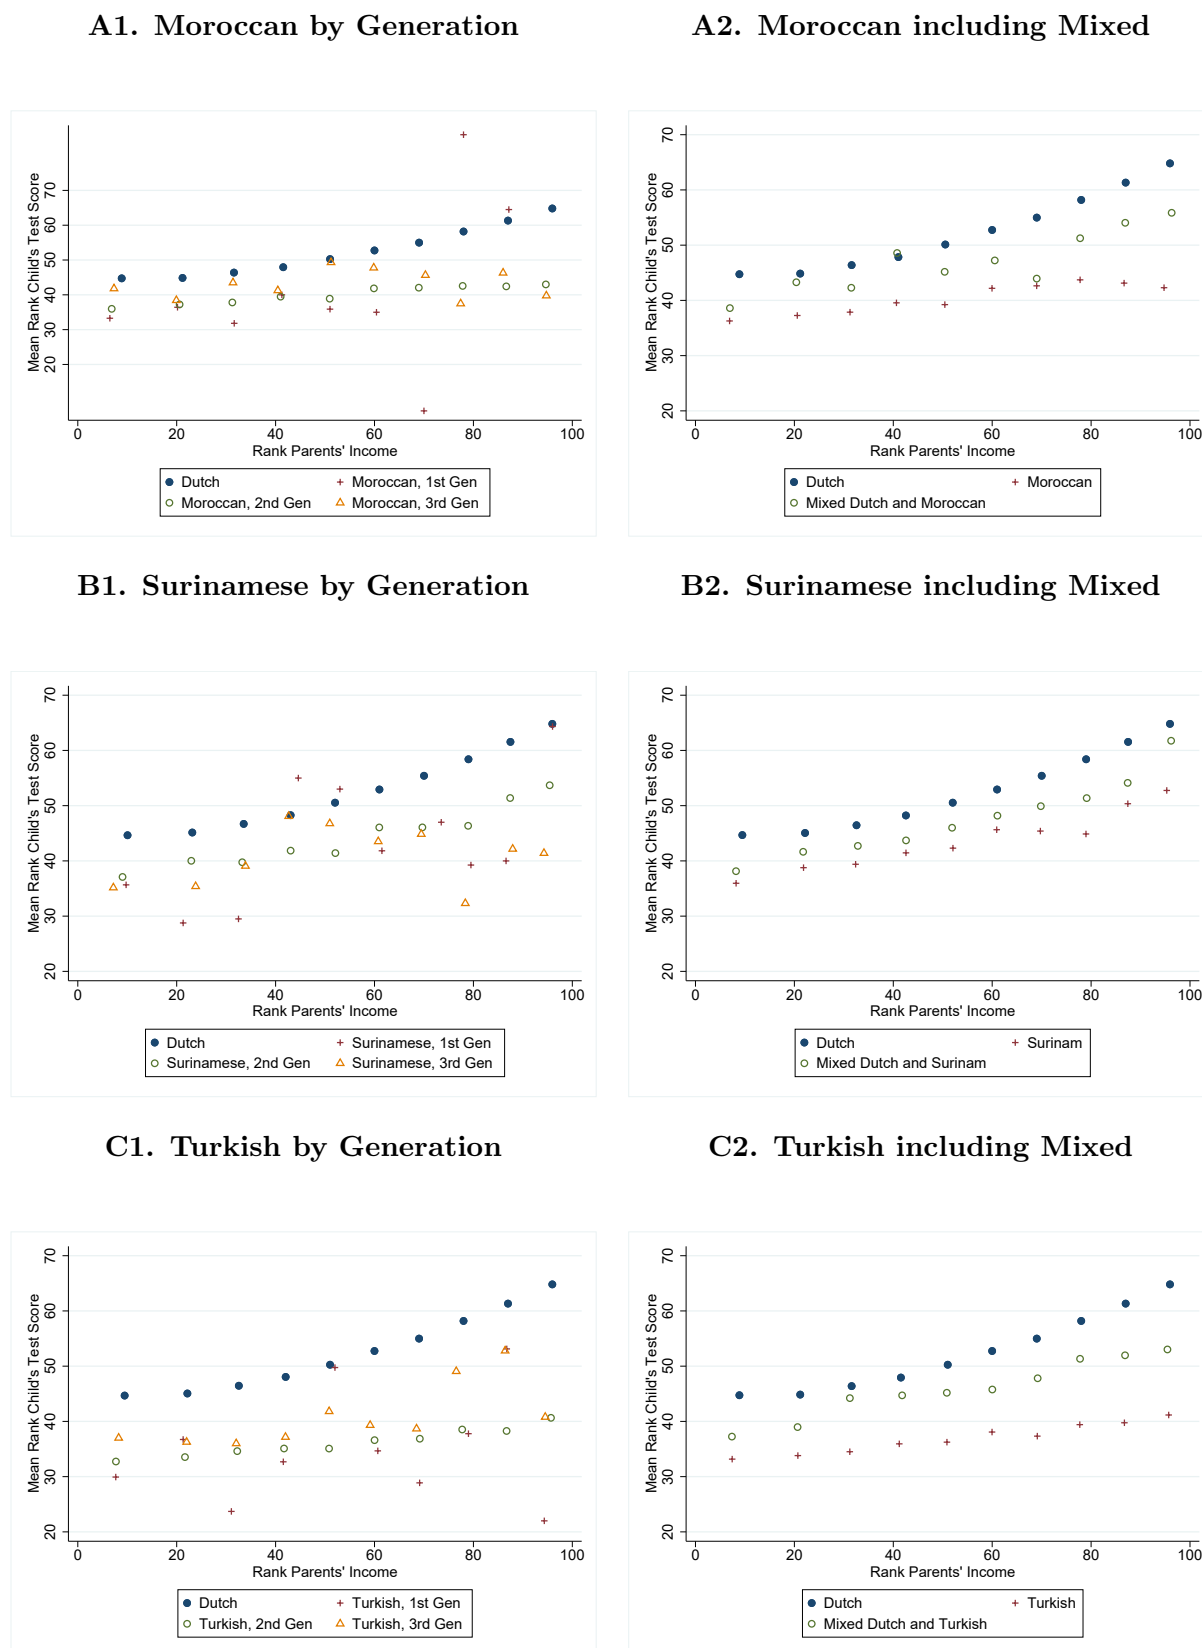 A1. Moroccan by Generation
A2. Moroccan including Mixed
Mean Rank Child's Test Score
70
60
50
40
30
20
0 20 40 60 80 100
Rank Parents' Income
Dutch + Moroccan, 1st Gen
Moroccan, 2nd Gen Moroccan, 3rd Gen
Mean Rank Child's Test Score
70
60
50
40
30
20
0 20 40 60 80 100
Rank Parents' Income
Dutch + Moroccan
Mixed Dutch and Moroccan
B1. Surinamese by Generation
B2. Surinamese including Mixed
Mean Rank Child's Test Score
70
60
50
40
30
20
0 20 40 60 80 100
Rank Parents' Income
Dutch + Surinamese, 1st Gen
Surinamese, 2nd Gen Surinamese, 3rd Gen
Mean Rank Child's Test Score
70
60
50
40
30
20
0 20 40 60 80 100
Rank Parents' Income
Dutch + Surinam
Mixed Dutch and Surinam
C1. Turkish by Generation
C2. Turkish including Mixed
Mean Rank Child's Test Score
70
60
50
40
30
20
0 20 40 60 80 100
Rank Parents' Income
Dutch + Turkish, 1st Gen
Turkish, 2nd Gen Turkish, 3rd Gen
Mean Rank Child's Test Score
70
60
50
40
30
20
0 20 40 60 80 100
Rank Parents' Income
Dutch + Turkish
Mixed Dutch and Turkish